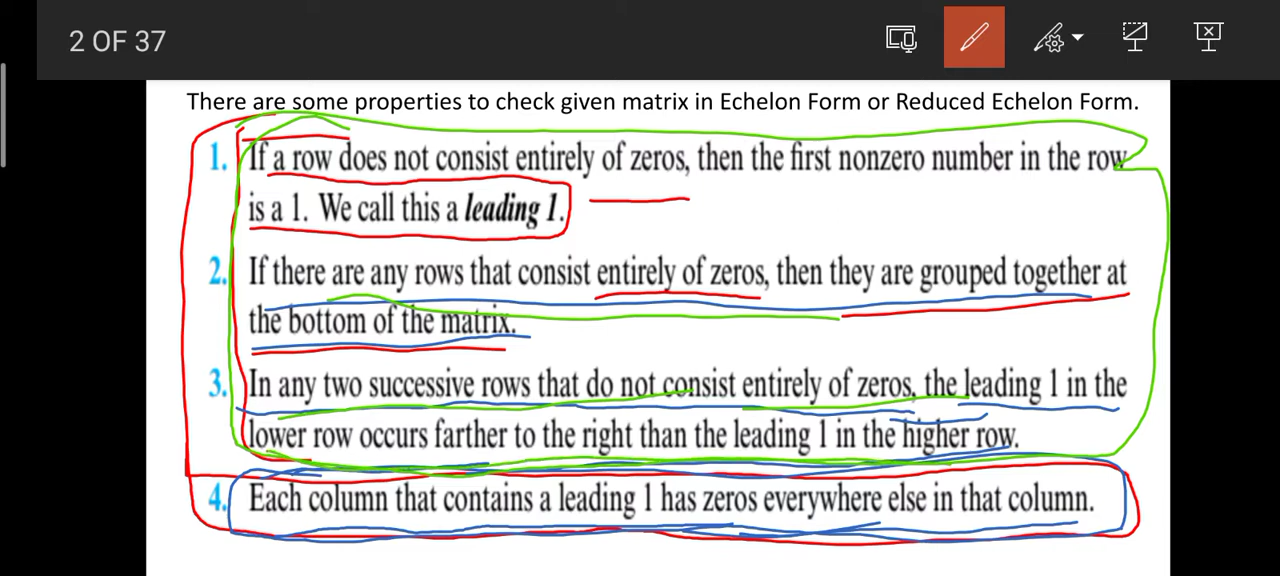 2 OF 37
There are some properties to check given matrix in Echelon Form or Reduced Echelon Form.
1. If a row does not consist entirely of zeros, then the first nonzero number in the row
is a 1. We call this a leading 1.
2. If there are any rows that consist entirely of zeros, then they are grouped together at
the bottom of the matrix.
3. In any two successive rows that do not consist entirely of zeros, the leading 1 in the
lower row occurs farther to the right than the leading 1 in the higher row.
4. Each column that contains a leading 1 has zeros everywhere else in that column.